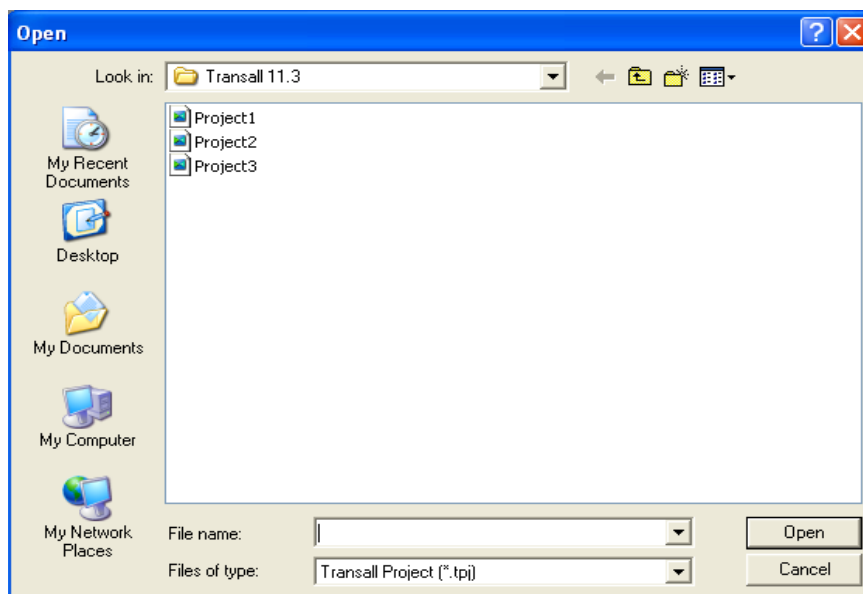 Open
Look in: Transall 11.3
Project1
Project2
Project3
My Recent
Documents
Desktop
My Documents
My Computer
My Network
Places
File name:
Open
Files of type: Transall Project (*.tpj)
Cancel